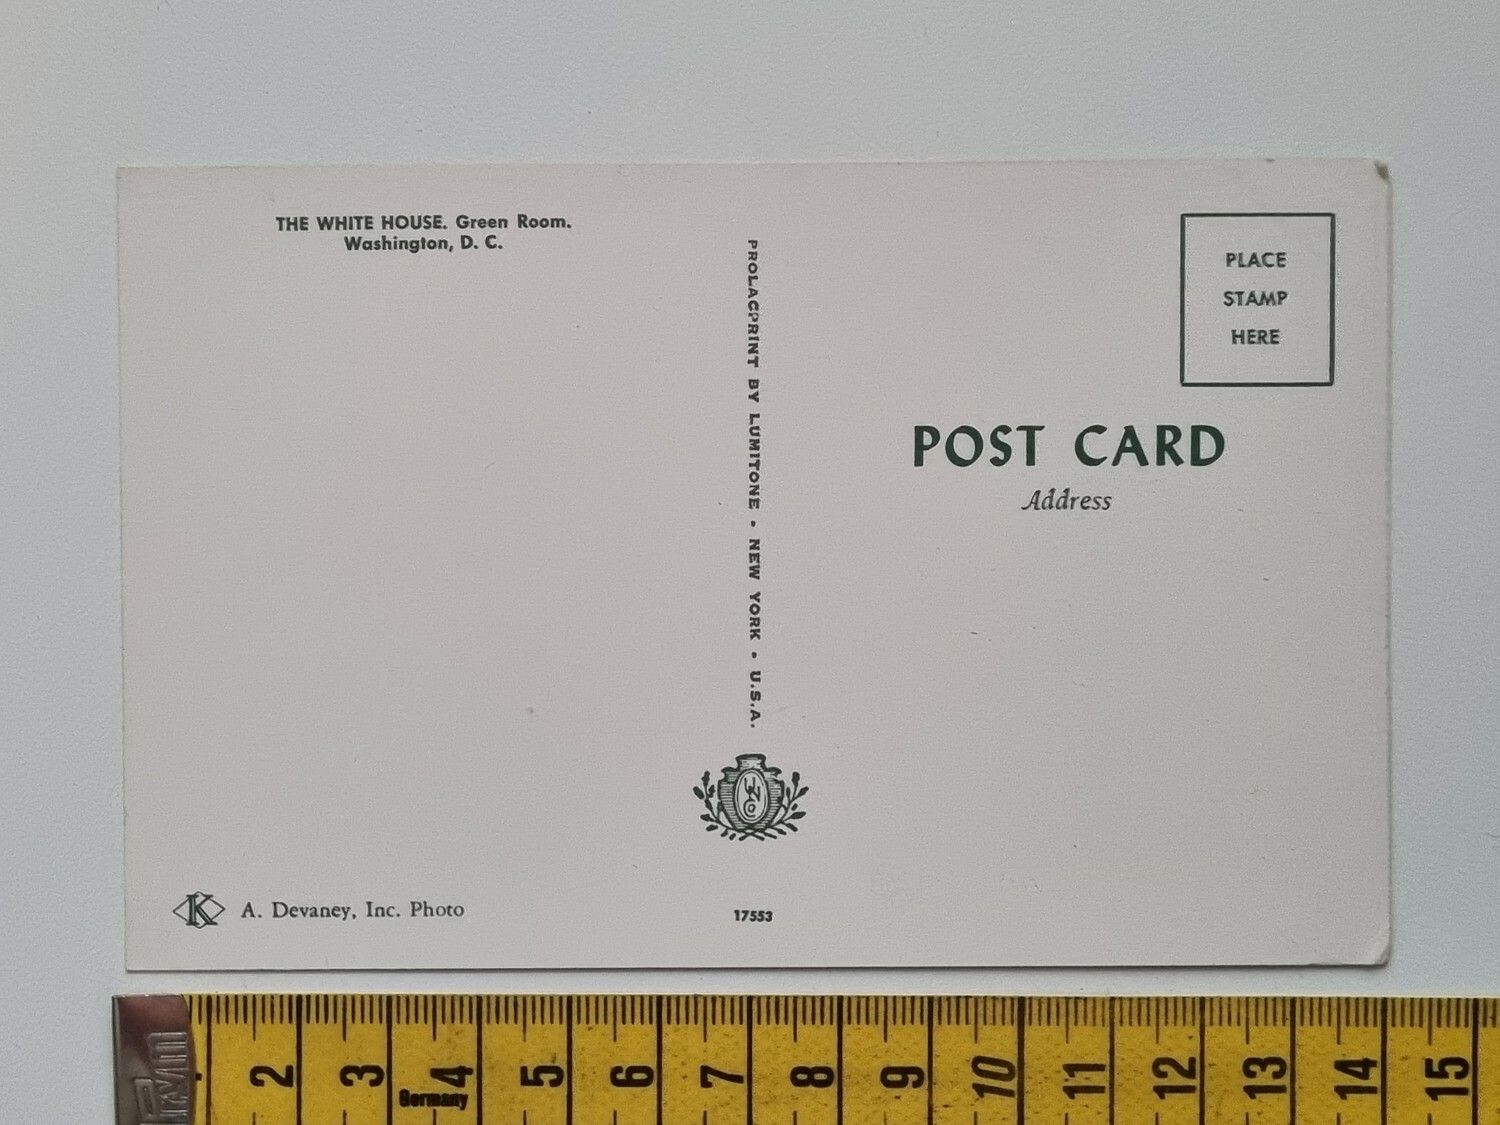 THE WHITE HOUSE. Green Room.
Washington, D. C.
PROLACPRINT BY LUMITONE • NEW YORK • U.S.A.
PLACE
STAMP
HERE
POST CARD
Address
K A. Devaney, Inc. Photo
17553
2 3 4 5 6 7 8 9 10 11 12 13 14 15
Germany